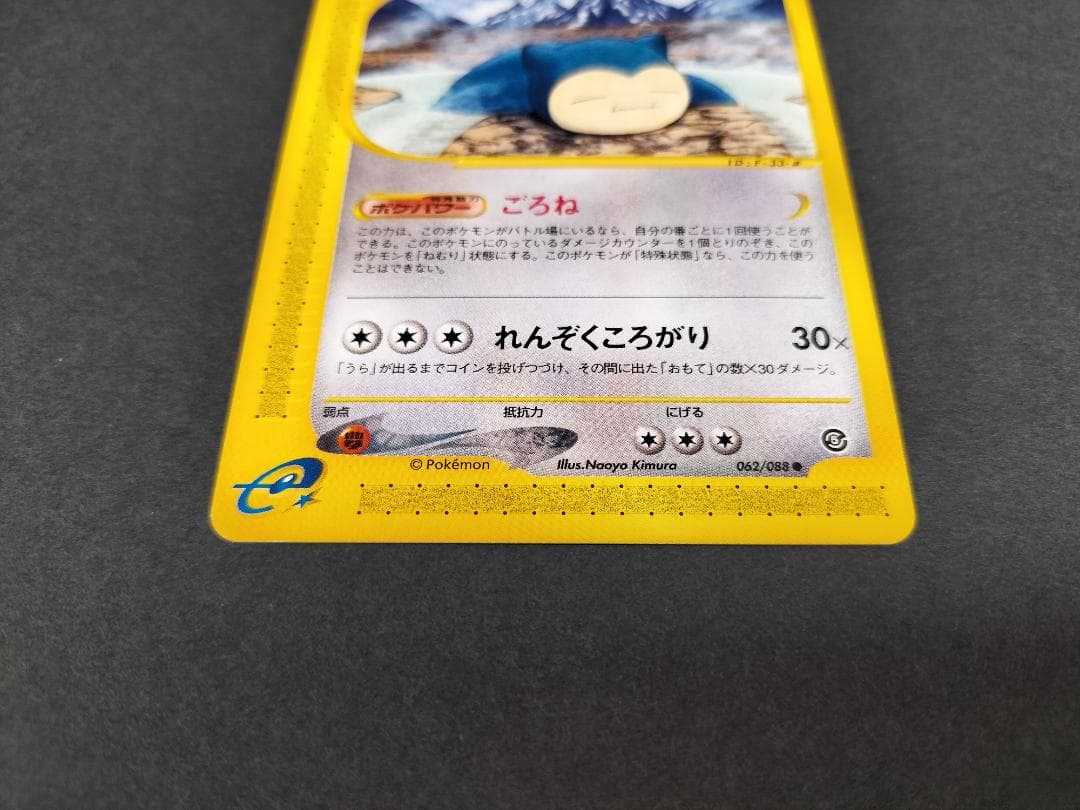 ID:F-33-#
特殊能力
ポケパワー ごろね
この力は、このポケモンがバトル場にいるなら、自分の番ごとに1回使うことが
できる。このポケモンにのっているダメージカウンターを1個とりのぞき、この
ポケモンを「ねむり」状態にする。このポケモンが「特殊状態」なら、この力を使う
ことはできない。
れんぞくころがり 30×
「うら」が出るまでコインを投げつづけ、その間に出た「おもて」の数×30ダメージ。
弱点 抵抗力 にげる
© Pokémon Illus.Naoyo Kimura 062/088 ●
e